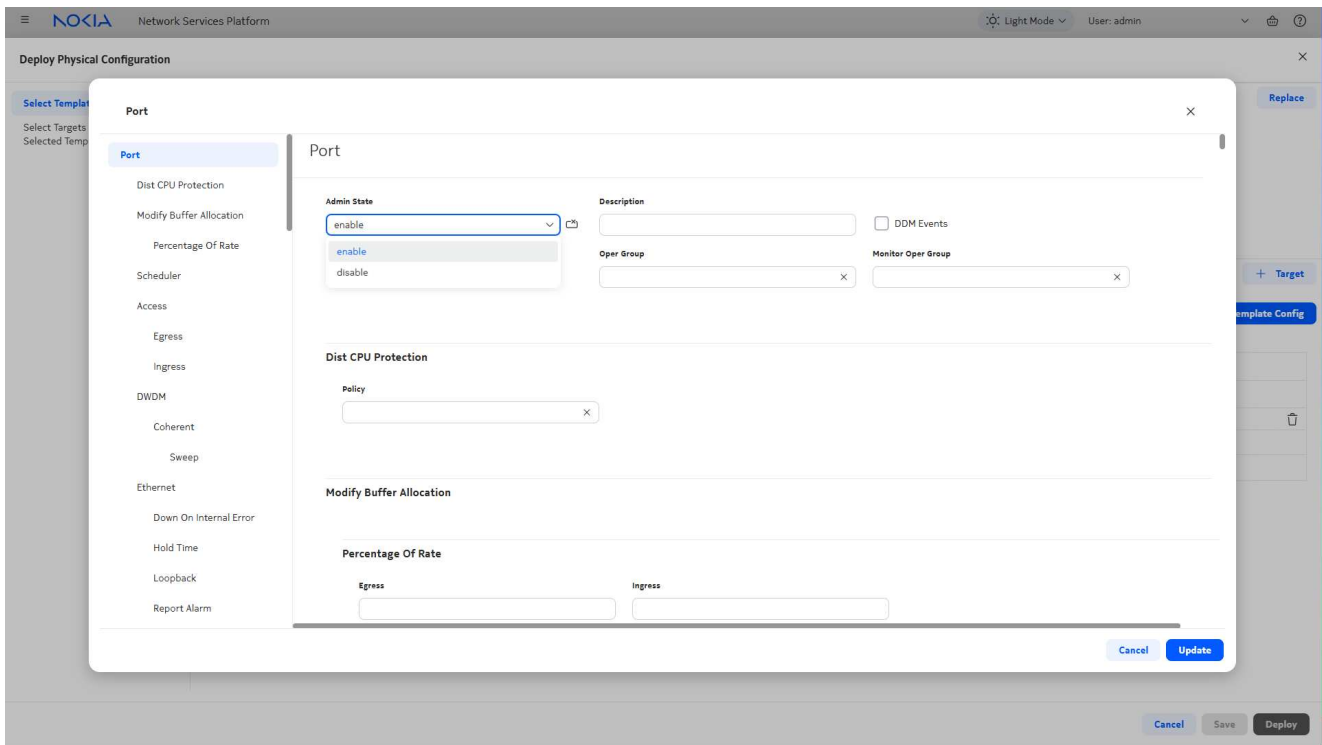 NOKIA Network Services Platform Light Mode User: admin
Deploy Physical Configuration
Select Templat
Select Targets
Selected Temp
Replace
+ Target
emplate Config
Port
Port
Dist CPU Protection
Modify Buffer Allocation
Percentage Of Rate
Scheduler
Access
Egress
Ingress
DWDM
Coherent
Sweep
Ethernet
Down On Internal Error
Hold Time
Loopback
Report Alarm
Port
Admin State Description
enable DDM Events
enable
disable
Oper Group Monitor Oper Group
Dist CPU Protection
Policy
Modify Buffer Allocation
Percentage Of Rate
Egress Ingress
Cancel Update
Cancel Save Deploy